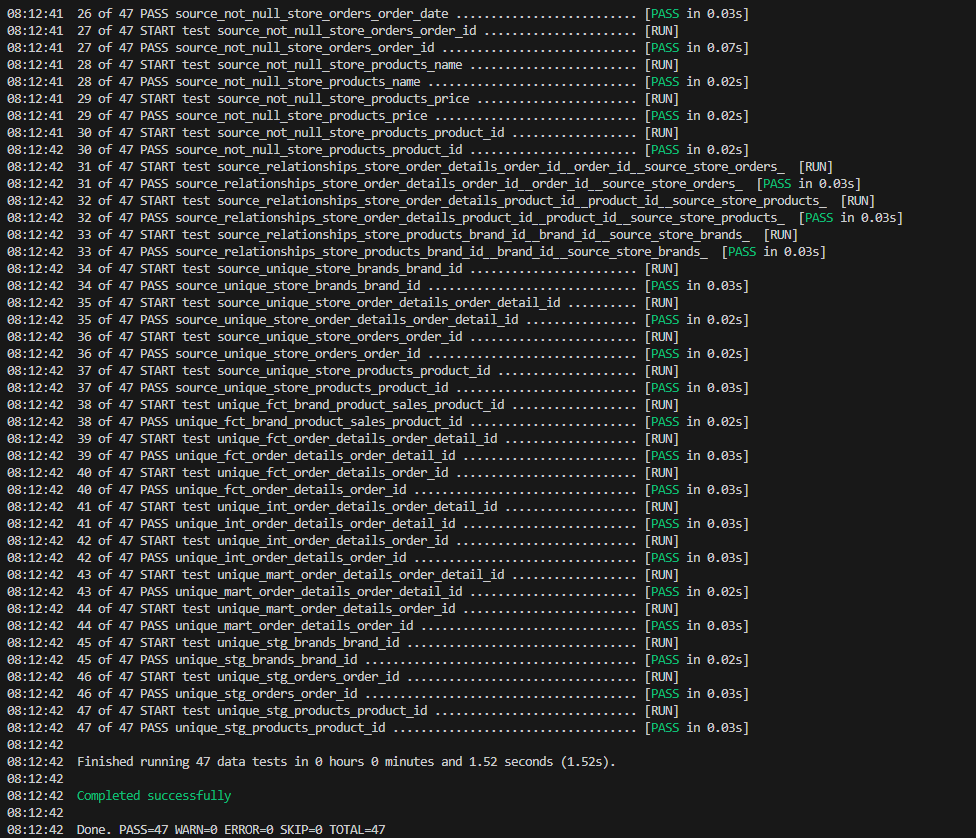 08:12:41  26 of 47 PASS source_not_null_store_orders_order_date .......................... [PASS in 0.03s]
08:12:41  27 of 47 START test source_not_null_store_orders_order_id ...................... [RUN]
08:12:41  27 of 47 PASS source_not_null_store_orders_order_id ............................ [PASS in 0.07s]
08:12:41  28 of 47 START test source_not_null_store_products_name ........................ [RUN]
08:12:41  28 of 47 PASS source_not_null_store_products_name .............................. [PASS in 0.02s]
08:12:41  29 of 47 START test source_not_null_store_products_price ....................... [RUN]
08:12:41  29 of 47 PASS source_not_null_store_products_price ............................. [PASS in 0.02s]
08:12:41  30 of 47 START test source_not_null_store_products_product_id .................. [RUN]
08:12:42  30 of 47 PASS source_not_null_store_products_product_id ........................ [PASS in 0.02s]
08:12:42  31 of 47 START test source_relationships_store_order_details_order_id__order_id__source_store_orders_  [RUN]
08:12:42  31 of 47 PASS source_relationships_store_order_details_order_id__order_id__source_store_orders_  [PASS in 0.03s]
08:12:42  32 of 47 START test source_relationships_store_order_details_product_id__product_id__source_store_products_  [RUN]
08:12:42  32 of 47 PASS source_relationships_store_order_details_product_id__product_id__source_store_products_  [PASS in 0.03s]
08:12:42  33 of 47 START test source_relationships_store_products_brand_id__brand_id__source_store_brands_  [RUN]
08:12:42  33 of 47 PASS source_relationships_store_products_brand_id__brand_id__source_store_brands_  [PASS in 0.03s]
08:12:42  34 of 47 START test source_unique_store_brands_brand_id ........................ [RUN]
08:12:42  34 of 47 PASS source_unique_store_brands_brand_id .............................. [PASS in 0.03s]
08:12:42  35 of 47 START test source_unique_store_order_details_order_detail_id .......... [RUN]
08:12:42  35 of 47 PASS source_unique_store_order_details_order_detail_id ................ [PASS in 0.02s]
08:12:42  36 of 47 START test source_unique_store_orders_order_id ........................ [RUN]
08:12:42  36 of 47 PASS source_unique_store_orders_order_id .............................. [PASS in 0.02s]
08:12:42  37 of 47 START test source_unique_store_products_product_id .................... [RUN]
08:12:42  37 of 47 PASS source_unique_store_products_product_id .......................... [PASS in 0.03s]
08:12:42  38 of 47 START test unique_fct_brand_product_sales_product_id .................. [RUN]
08:12:42  38 of 47 PASS unique_fct_brand_product_sales_product_id ........................ [PASS in 0.02s]
08:12:42  39 of 47 START test unique_fct_order_details_order_detail_id ................... [RUN]
08:12:42  39 of 47 PASS unique_fct_order_details_order_detail_id ......................... [PASS in 0.03s]
08:12:42  40 of 47 START test unique_fct_order_details_order_id .......................... [RUN]
08:12:42  40 of 47 PASS unique_fct_order_details_order_id ................................ [PASS in 0.03s]
08:12:42  41 of 47 START test unique_int_order_details_order_detail_id ................... [RUN]
08:12:42  41 of 47 PASS unique_int_order_details_order_detail_id ......................... [PASS in 0.03s]
08:12:42  42 of 47 START test unique_int_order_details_order_id .......................... [RUN]
08:12:42  42 of 47 PASS unique_int_order_details_order_id ................................ [PASS in 0.03s]
08:12:42  43 of 47 START test unique_mart_order_details_order_detail_id .................. [RUN]
08:12:42  43 of 47 PASS unique_mart_order_details_order_detail_id ........................ [PASS in 0.02s]
08:12:42  44 of 47 START test unique_mart_order_details_order_id ......................... [RUN]
08:12:42  44 of 47 PASS unique_mart_order_details_order_id ............................... [PASS in 0.03s]
08:12:42  45 of 47 START test unique_stg_brands_brand_id ................................. [RUN]
08:12:42  45 of 47 PASS unique_stg_brands_brand_id ....................................... [PASS in 0.02s]
08:12:42  46 of 47 START test unique_stg_orders_order_id ................................. [RUN]
08:12:42  46 of 47 PASS unique_stg_orders_order_id ....................................... [PASS in 0.03s]
08:12:42  47 of 47 START test unique_stg_products_product_id ............................. [RUN]
08:12:42  47 of 47 PASS unique_stg_products_product_id ................................... [PASS in 0.03s]
08:12:42
08:12:42  Finished running 47 data tests in 0 hours 0 minutes and 1.52 seconds (1.52s).
08:12:42
08:12:42  Completed successfully
08:12:42
08:12:42  Done. PASS=47 WARN=0 ERROR=0 SKIP=0 TOTAL=47